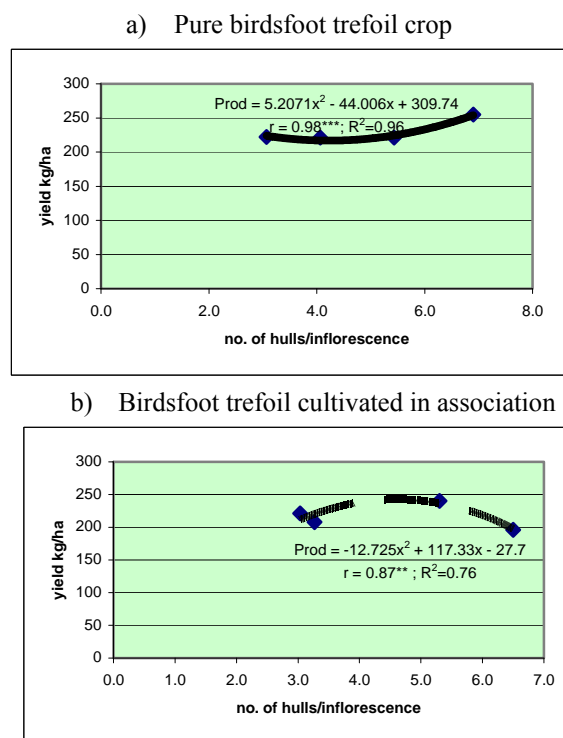 a) Pure birdsfoot trefoil crop
Prod = 5.2071x² - 44.006x + 309.74
r = 0.98***; R²=0.96
300
250
200
150
100
50
0
yield kg/ha
0.0 2.0 4.0 6.0 8.0
no. of hulls/inflorescence
b) Birdsfoot trefoil cultivated in association
300
250
200
150
100
50
0
yield kg/ha
Prod = -12.725x² + 117.33x - 27.7
r = 0.87** ; R²=0.76
0.0 1.0 2.0 3.0 4.0 5.0 6.0 7.0
no. of hulls/inflorescence